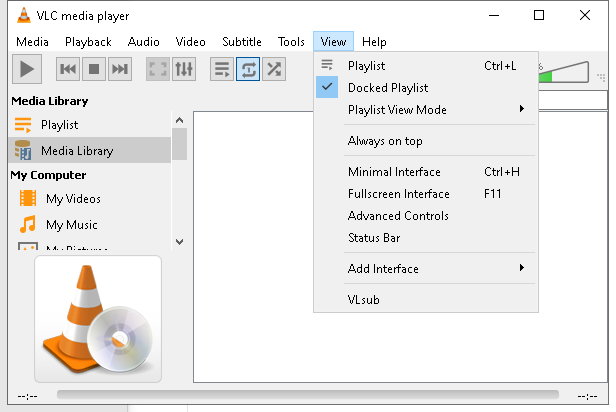 VLC media player
Media Playback Audio Video Subtitle Tools View Help
Playlist Ctrl+L
%
Docked Playlist
Playlist View Mode
Always on top
Minimal Interface Ctrl+H
Fullscreen Interface F11
Advanced Controls
Status Bar
Add Interface
VLsub
Media Library
Playlist
Media Library
My Computer
My Videos
My Music
My Pictures
--:-- --:--